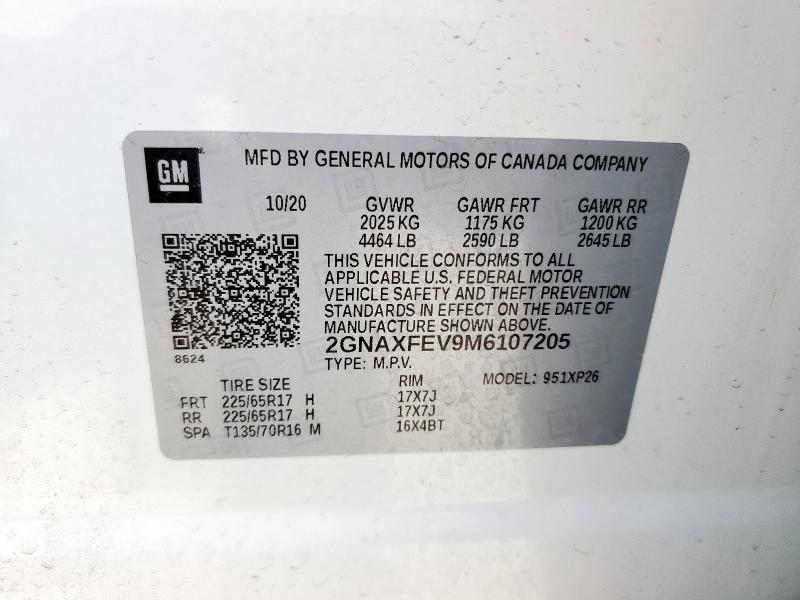 GM
MFD BY GENERAL MOTORS OF CANADA COMPANY
10/20 GVWR GAWR FRT GAWR RR
2025 KG 1175 KG 1200 KG
4464 LB 2590 LB 2645 LB
THIS VEHICLE CONFORMS TO ALL
APPLICABLE U.S. FEDERAL MOTOR
VEHICLE SAFETY AND THEFT PREVENTION
STANDARDS IN EFFECT ON THE DATE OF
MANUFACTURE SHOWN ABOVE.
2GNAXFEV9M6107205
8624
TYPE: M.P.V. MODEL: 951XP26
TIRE SIZE RIM
FRT 225/65R17 H 17X7J
RR 225/65R17 H 17X7J
SPA T135/70R16 M 16X4BT